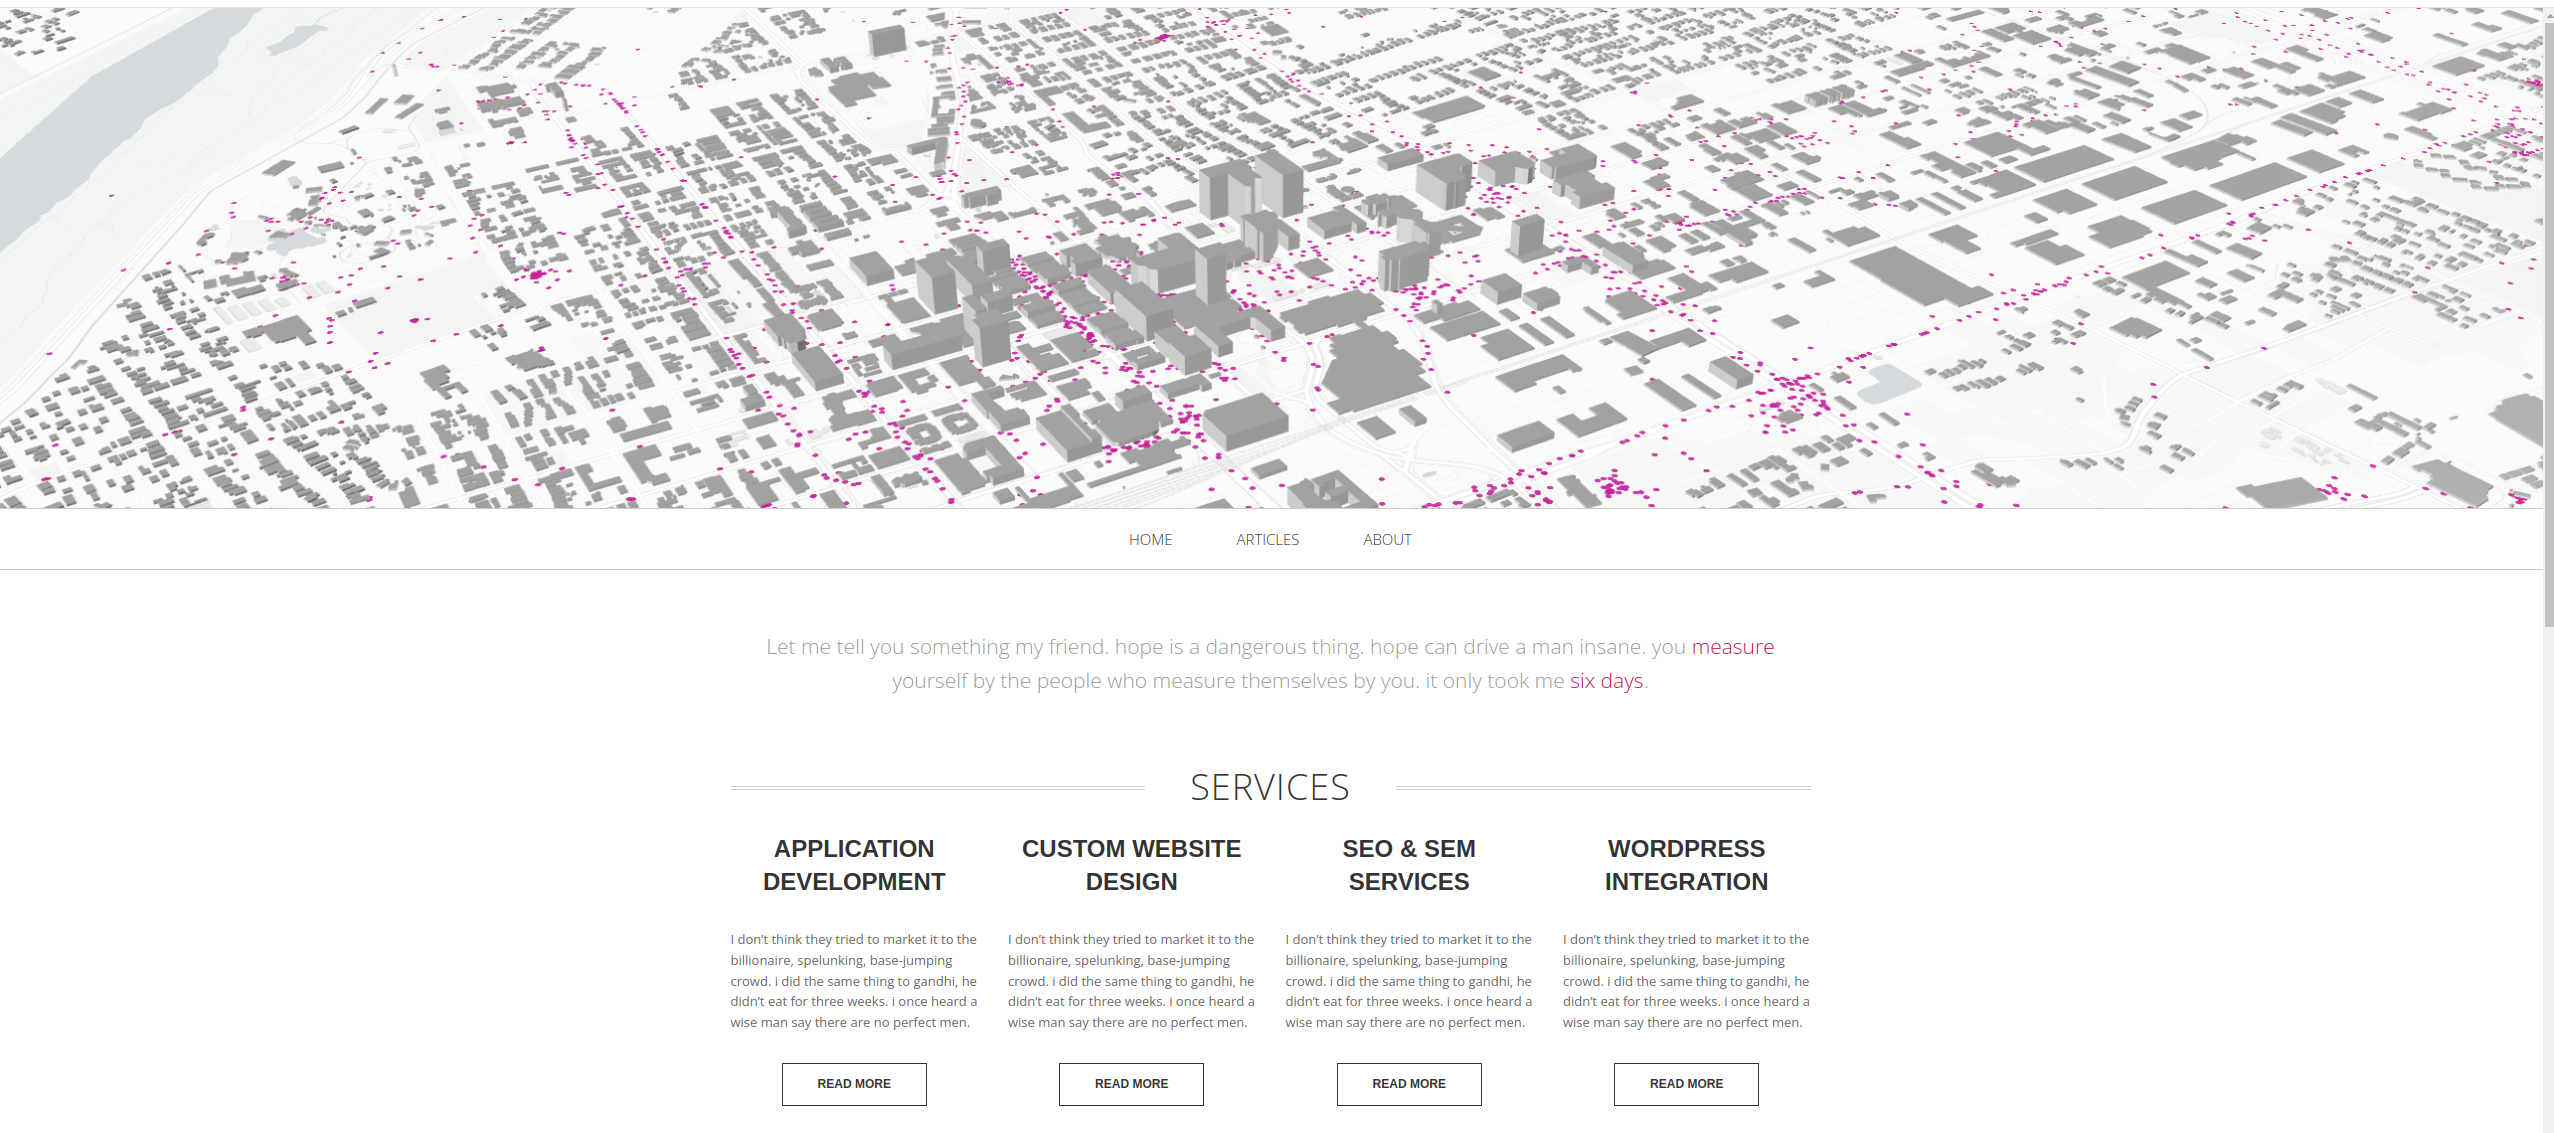 HOME ARTICLES ABOUT
Let me tell you something my friend. hope is a dangerous thing. hope can drive a man insane. you measure
yourself by the people who measure themselves by you. it only took me six days.
SERVICES
APPLICATION
DEVELOPMENT
I don’t think they tried to market it to the
billionaire, spelunking, base-jumping
crowd. i did the same thing to gandhi, he
didn’t eat for three weeks. i once heard a
wise man say there are no perfect men.
READ MORE
CUSTOM WEBSITE
DESIGN
I don’t think they tried to market it to the
billionaire, spelunking, base-jumping
crowd. i did the same thing to gandhi, he
didn’t eat for three weeks. i once heard a
wise man say there are no perfect men.
READ MORE
SEO & SEM
SERVICES
I don’t think they tried to market it to the
billionaire, spelunking, base-jumping
crowd. i did the same thing to gandhi, he
didn’t eat for three weeks. i once heard a
wise man say there are no perfect men.
READ MORE
WORDPRESS
INTEGRATION
I don’t think they tried to market it to the
billionaire, spelunking, base-jumping
crowd. i did the same thing to gandhi, he
didn’t eat for three weeks. i once heard a
wise man say there are no perfect men.
READ MORE